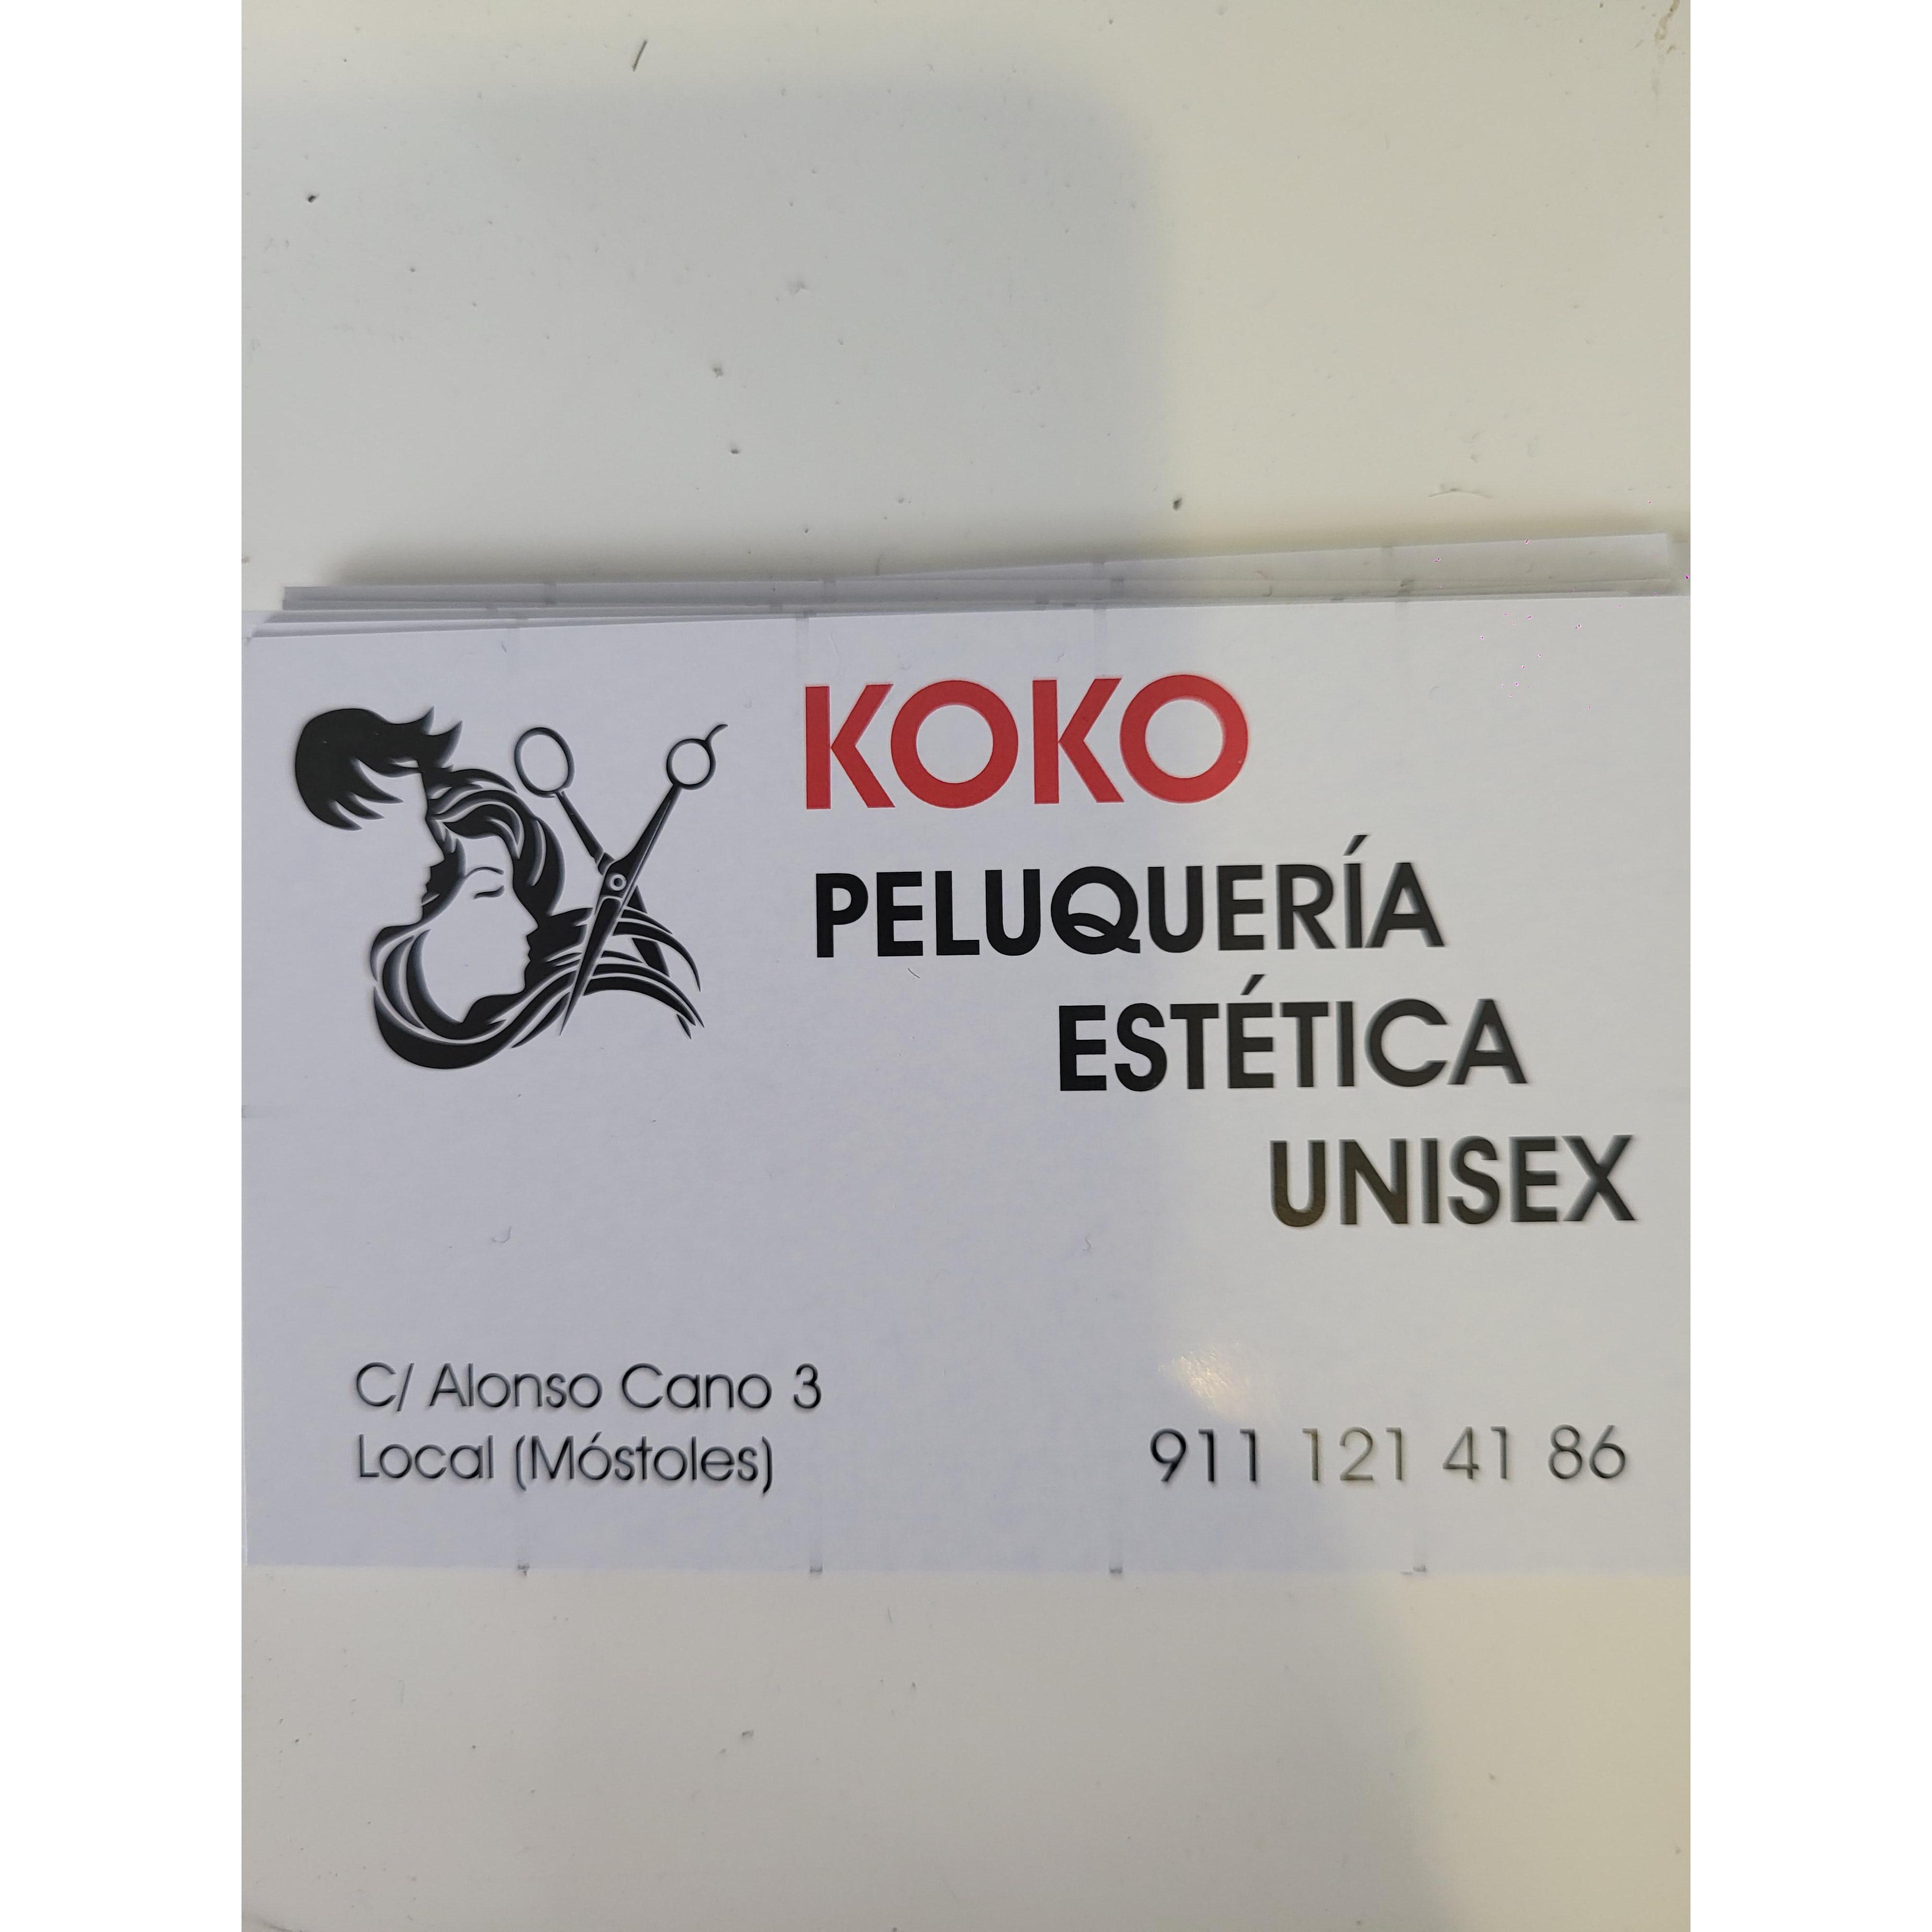 KOKO
PELUQUERÍA
ESTÉTICA
UNISEX
C/ Alonso Cano 3
Local (Móstoles)
911 121 41 86